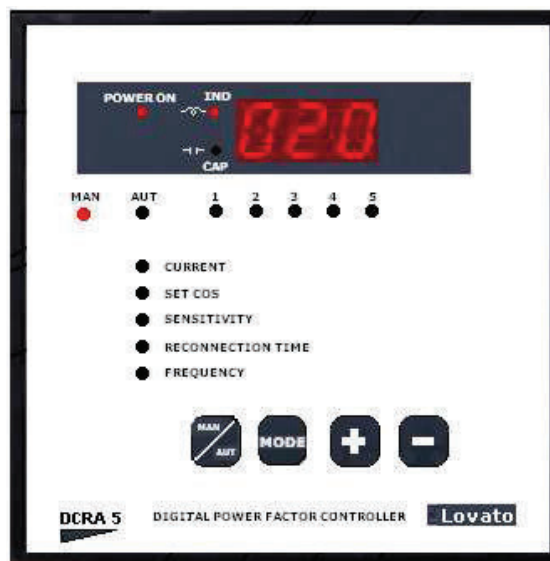 POWER ON IND
020
CAP
MAN AUT 1 2 3 4 5
CURRENT
SET COS
SENSITIVITY
RECONNECTION TIME
FREQUENCY
MAN
AUT
MODE
+
-
DCRA 5 DIGITAL POWER FACTOR CONTROLLER Lovato